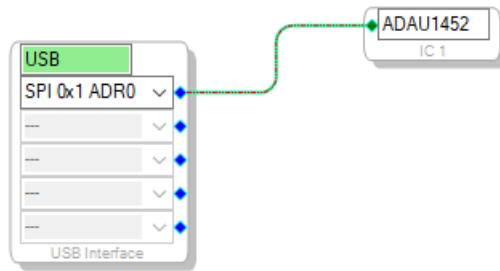 USB
SPI 0x1 ADR0
---
---
---
---
USB Interface
ADAU1452
IC 1